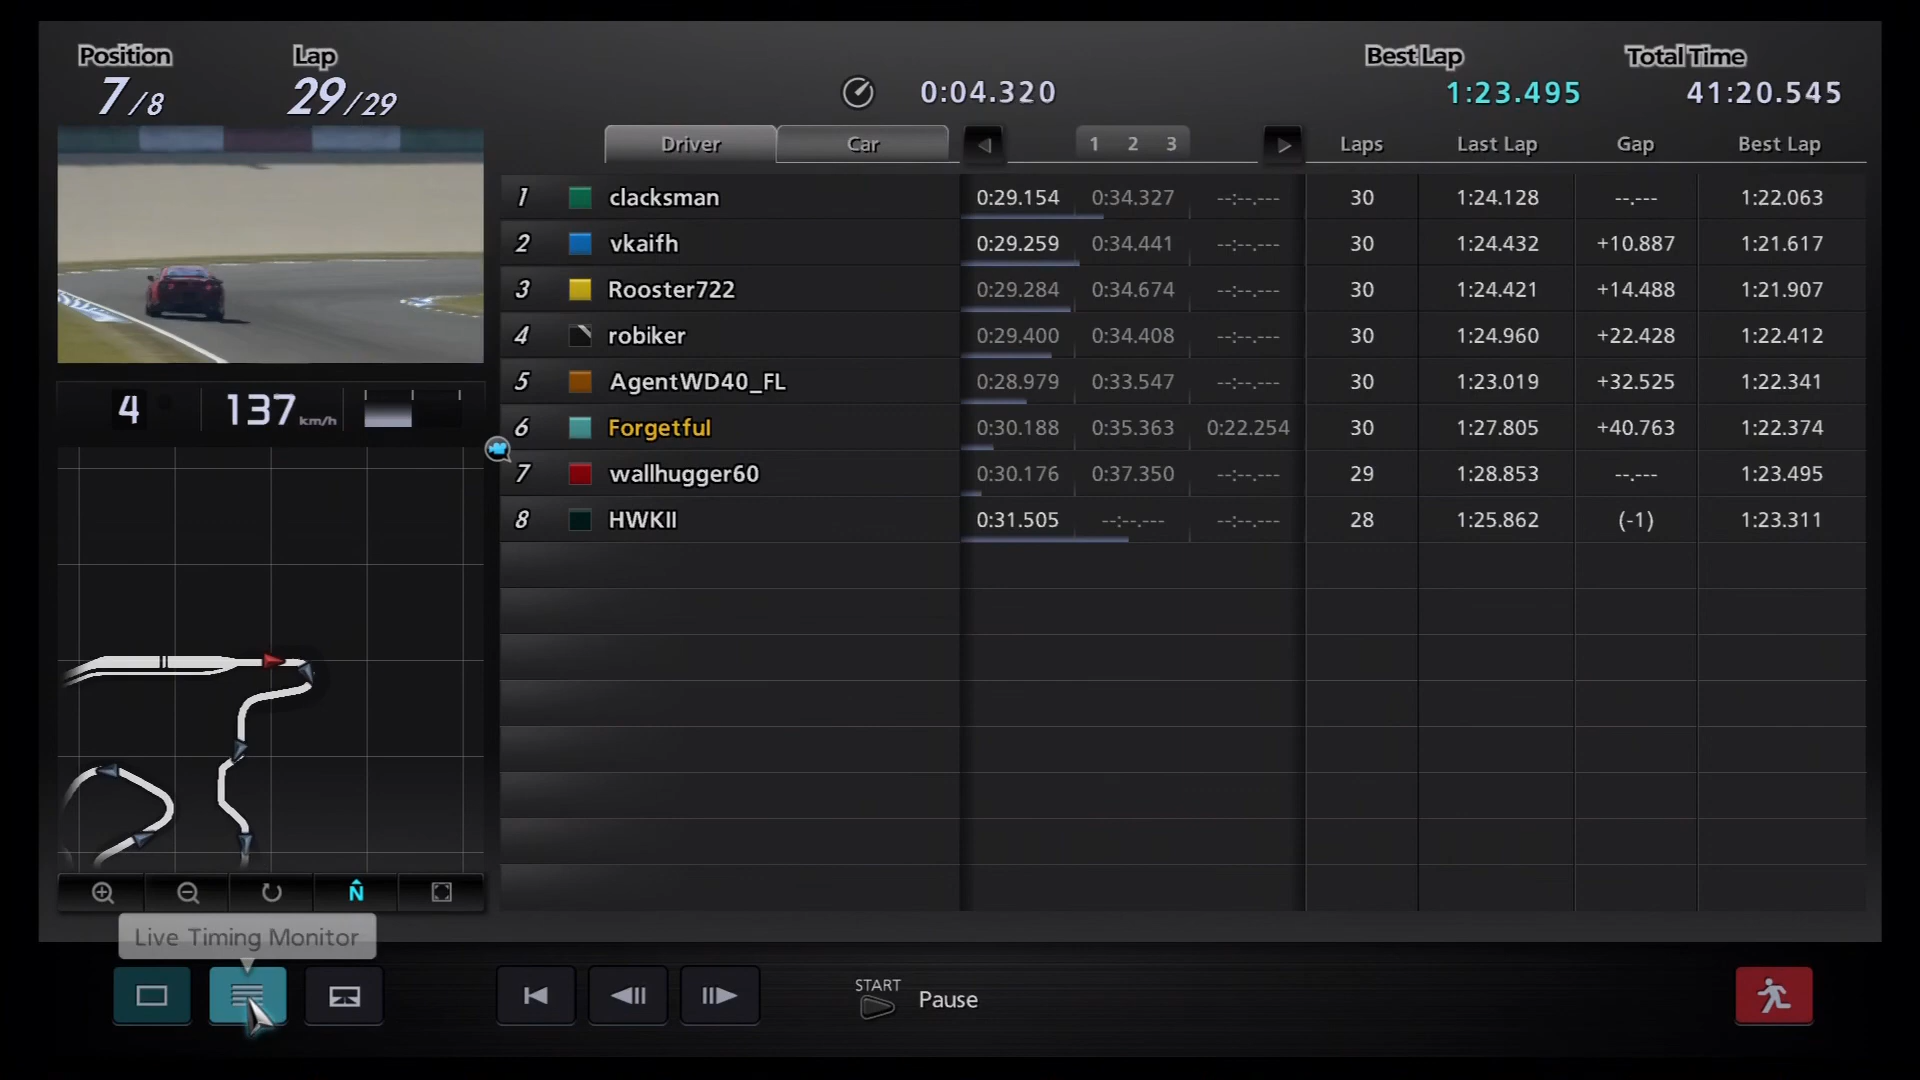 Position Lap Best Lap Total Time
7/8 29/29 0:04.320 1:23.495 41:20.545
Driver Car 1 2 3 Laps Last Lap Gap Best Lap
1 clacksman 0:29.154 0:34.327 --:--.--- 30 1:24.128 --.--- 1:22.063
2 vkaifh 0:29.259 0:34.441 --:--.--- 30 1:24.432 +10.887 1:21.617
3 Rooster722 0:29.284 0:34.674 --:--.--- 30 1:24.421 +14.488 1:21.907
4 robiker 0:29.400 0:34.408 --:--.--- 30 1:24.960 +22.428 1:22.412
5 AgentWD40_FL 0:28.979 0:33.547 --:--.--- 30 1:23.019 +32.525 1:22.341
6 Forgetful 0:30.188 0:35.363 0:22.254 30 1:27.805 +40.763 1:22.374
7 wallhugger60 0:30.176 0:37.350 --:--.--- 29 1:28.853 --.--- 1:23.495
8 HWKII 0:31.505 --:--.--- --:--.--- 28 1:25.862 (-1) 1:23.311
4 137 km/h
N
Live Timing Monitor
START
Pause